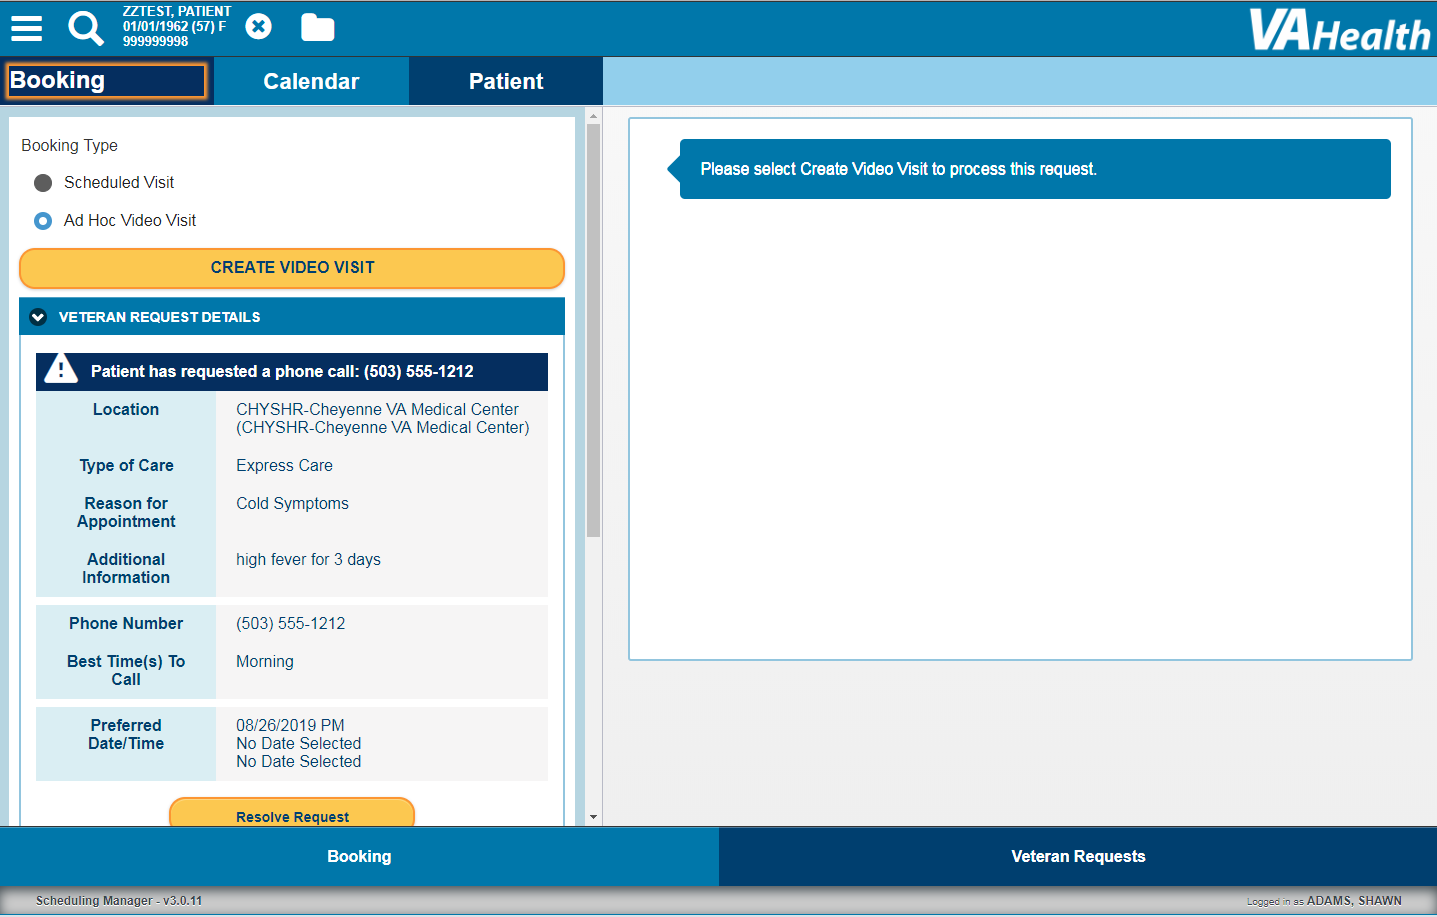 ZZTEST, PATIENT
01/01/1962 (57) F
999999998
VAHealth
Booking
Calendar
Patient
Booking Type
Scheduled Visit
Ad Hoc Video Visit
CREATE VIDEO VISIT
VETERAN REQUEST DETAILS
Patient has requested a phone call: (503) 555-1212
Location
CHYSHR-Cheyenne VA Medical Center
(CHYSHR-Cheyenne VA Medical Center)
Type of Care
Express Care
Reason for
Appointment
Cold Symptoms
Additional
Information
high fever for 3 days
Phone Number
(503) 555-1212
Best Time(s) To
Call
Morning
Preferred
Date/Time
08/26/2019 PM
No Date Selected
No Date Selected
Resolve Request
Please select Create Video Visit to process this request.
Booking
Veteran Requests
Scheduling Manager - v3.0.11
Logged in as ADAMS, SHAWN